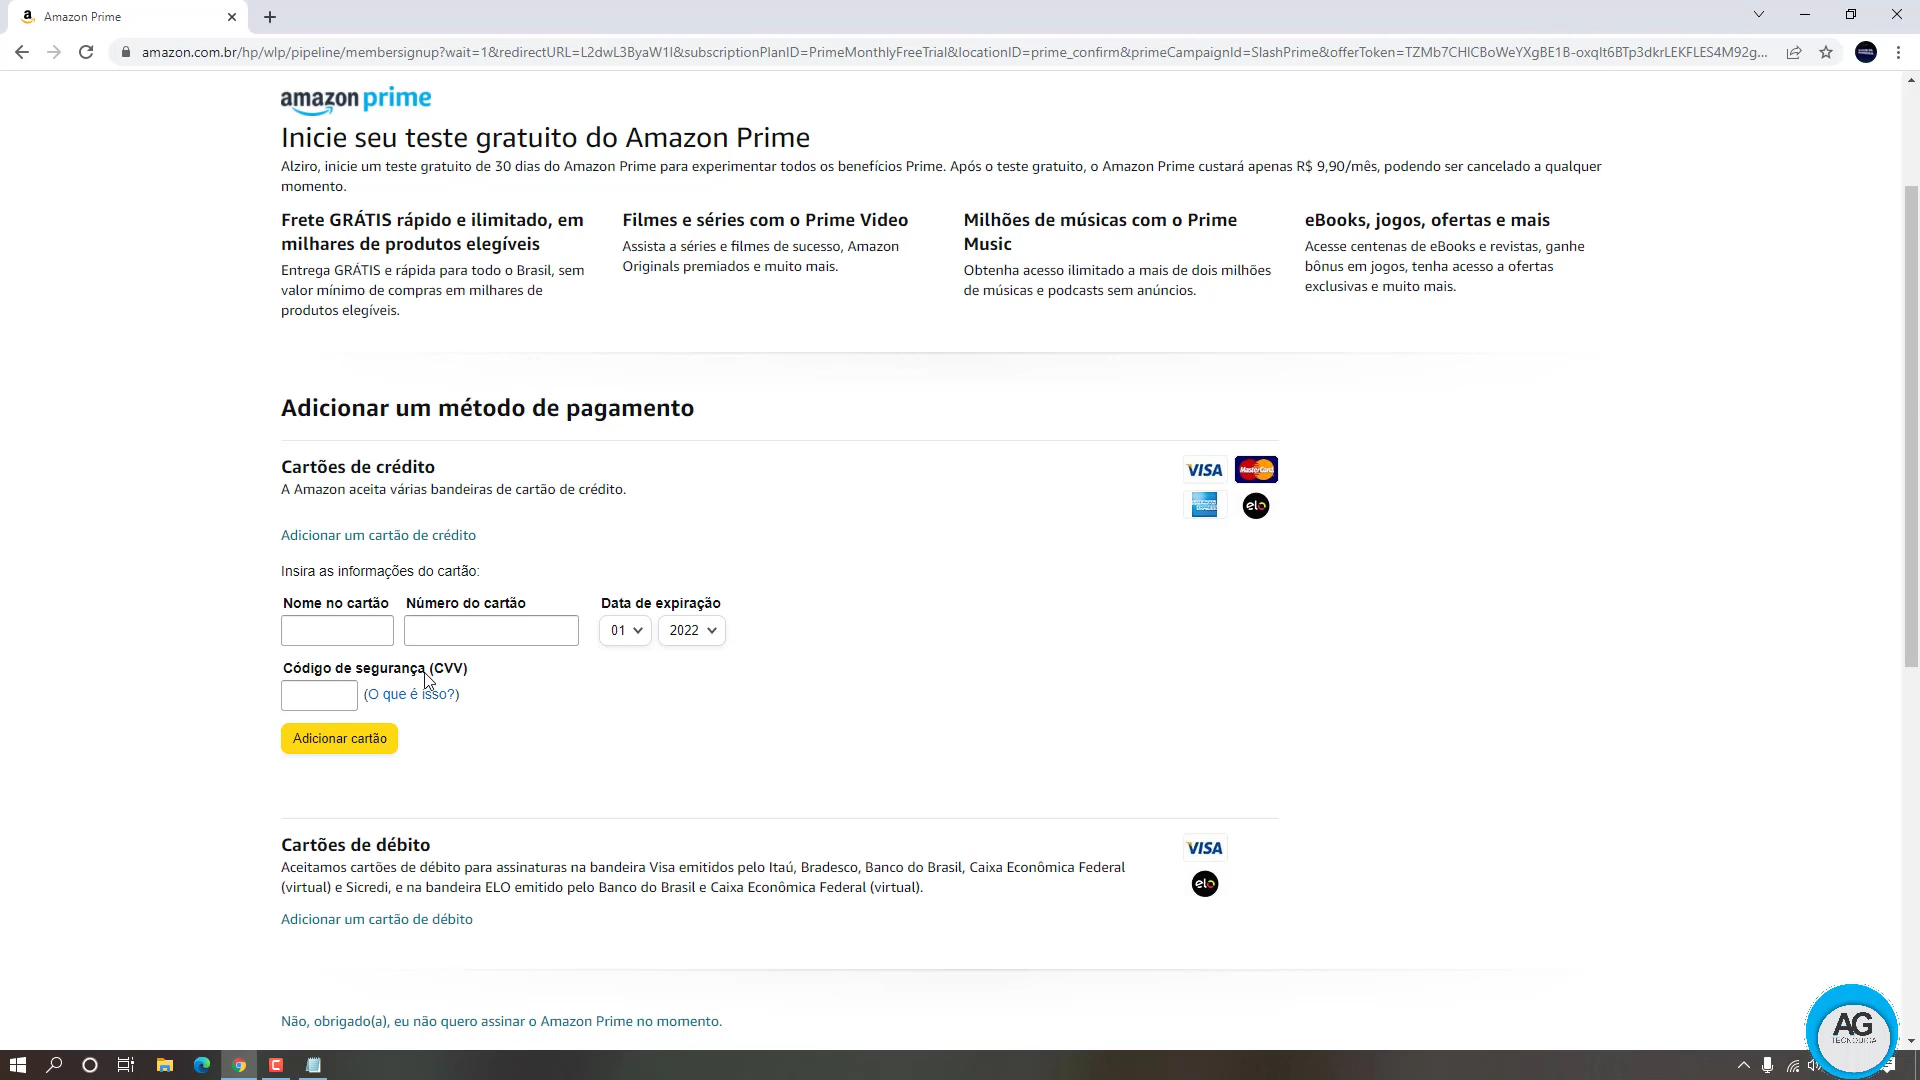 Amazon Prime
amazon.com.br/hp/wlp/pipeline/membersignup?wait=1&redirectURL=L2dwL3ByaW1l&subscriptionPlanID=PrimeMonthlyFreeTrial&locationID=prime_confirm&primeCampaignId=SlashPrime&offerToken=TZMb7CHICBoWeYXgBE1B-oxqIt6BTp3dkrLEKFLES4M92g...
amazon prime
Inicie seu teste gratuito do Amazon Prime
Alziro, inicie um teste gratuito de 30 dias do Amazon Prime para experimentar todos os benefícios Prime. Após o teste gratuito, o Amazon Prime custará apenas R$ 9,90/mês, podendo ser cancelado a qualquer
momento.
Frete GRÁTIS rápido e ilimitado, em
milhares de produtos elegíveis
Entrega GRÁTIS e rápida para todo o Brasil, sem
valor mínimo de compras em milhares de
produtos elegíveis.
Filmes e séries com o Prime Video
Assista a séries e filmes de sucesso, Amazon
Originals premiados e muito mais.
Milhões de músicas com o Prime
Music
Obtenha acesso ilimitado a mais de dois milhões
de músicas e podcasts sem anúncios.
eBooks, jogos, ofertas e mais
Acesse centenas de eBooks e revistas, ganhe
bônus em jogos, tenha acesso a ofertas
exclusivas e muito mais.
Adicionar um método de pagamento
Cartões de crédito
A Amazon aceita várias bandeiras de cartão de crédito.
VISA MasterCard
elo
Adicionar um cartão de crédito
Insira as informações do cartão:
Nome no cartão Número do cartão Data de expiração
01 2022
Código de segurança (CVV)
(O que é isso?)
Adicionar cartão
Cartões de débito
Aceitamos cartões de débito para assinaturas na bandeira Visa emitidos pelo Itaú, Bradesco, Banco do Brasil, Caixa Econômica Federal
(virtual) e Sicredi, e na bandeira ELO emitido pelo Banco do Brasil e Caixa Econômica Federal (virtual).
VISA
elo
Adicionar um cartão de débito
Não, obrigado(a), eu não quero assinar o Amazon Prime no momento.
AG